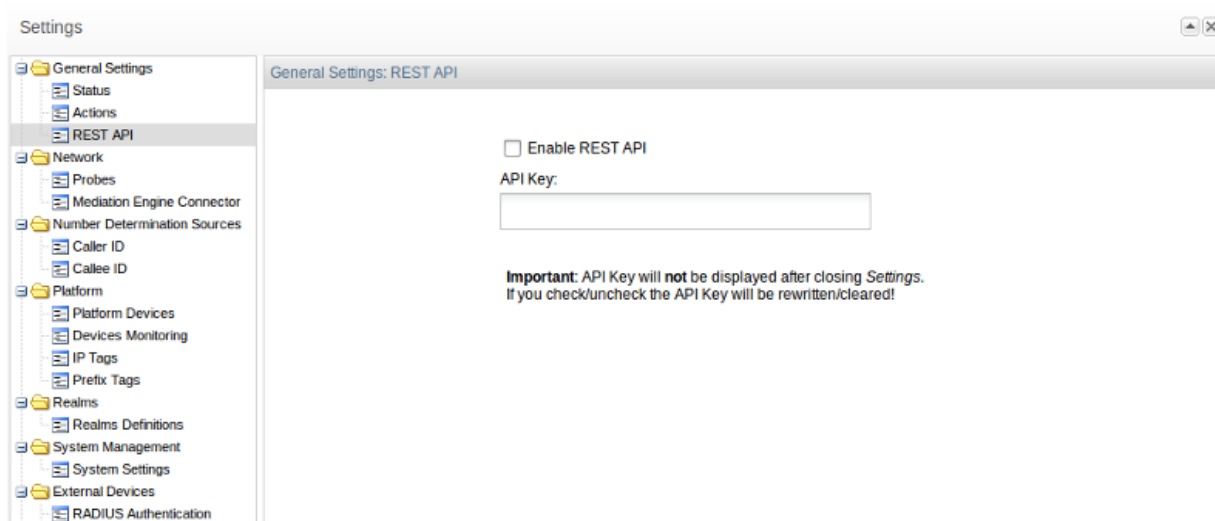 Settings
General Settings
Status
Actions
REST API
Network
Probes
Mediation Engine Connector
Number Determination Sources
Caller ID
Callee ID
Platform
Platform Devices
Devices Monitoring
IP Tags
Prefix Tags
Realms
Realms Definitions
System Management
System Settings
External Devices
RADIUS Authentication
General Settings: REST API
Enable REST API
API Key:
Important: API Key will not be displayed after closing Settings.
If you check/uncheck the API Key will be rewritten/cleared!